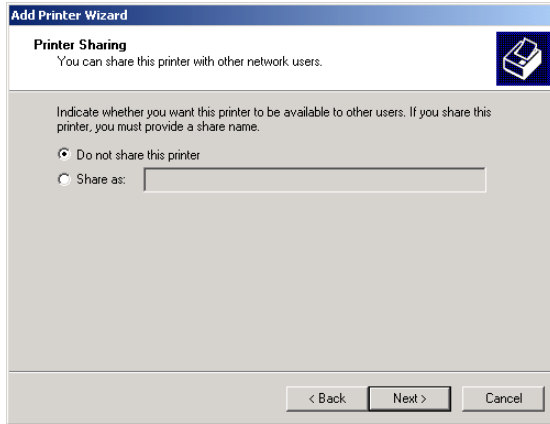 Add Printer Wizard
Printer Sharing
You can share this printer with other network users.
Indicate whether you want this printer to be available to other users. If you share this
printer, you must provide a share name.
Do not share this printer
Share as:
< Back Next > Cancel